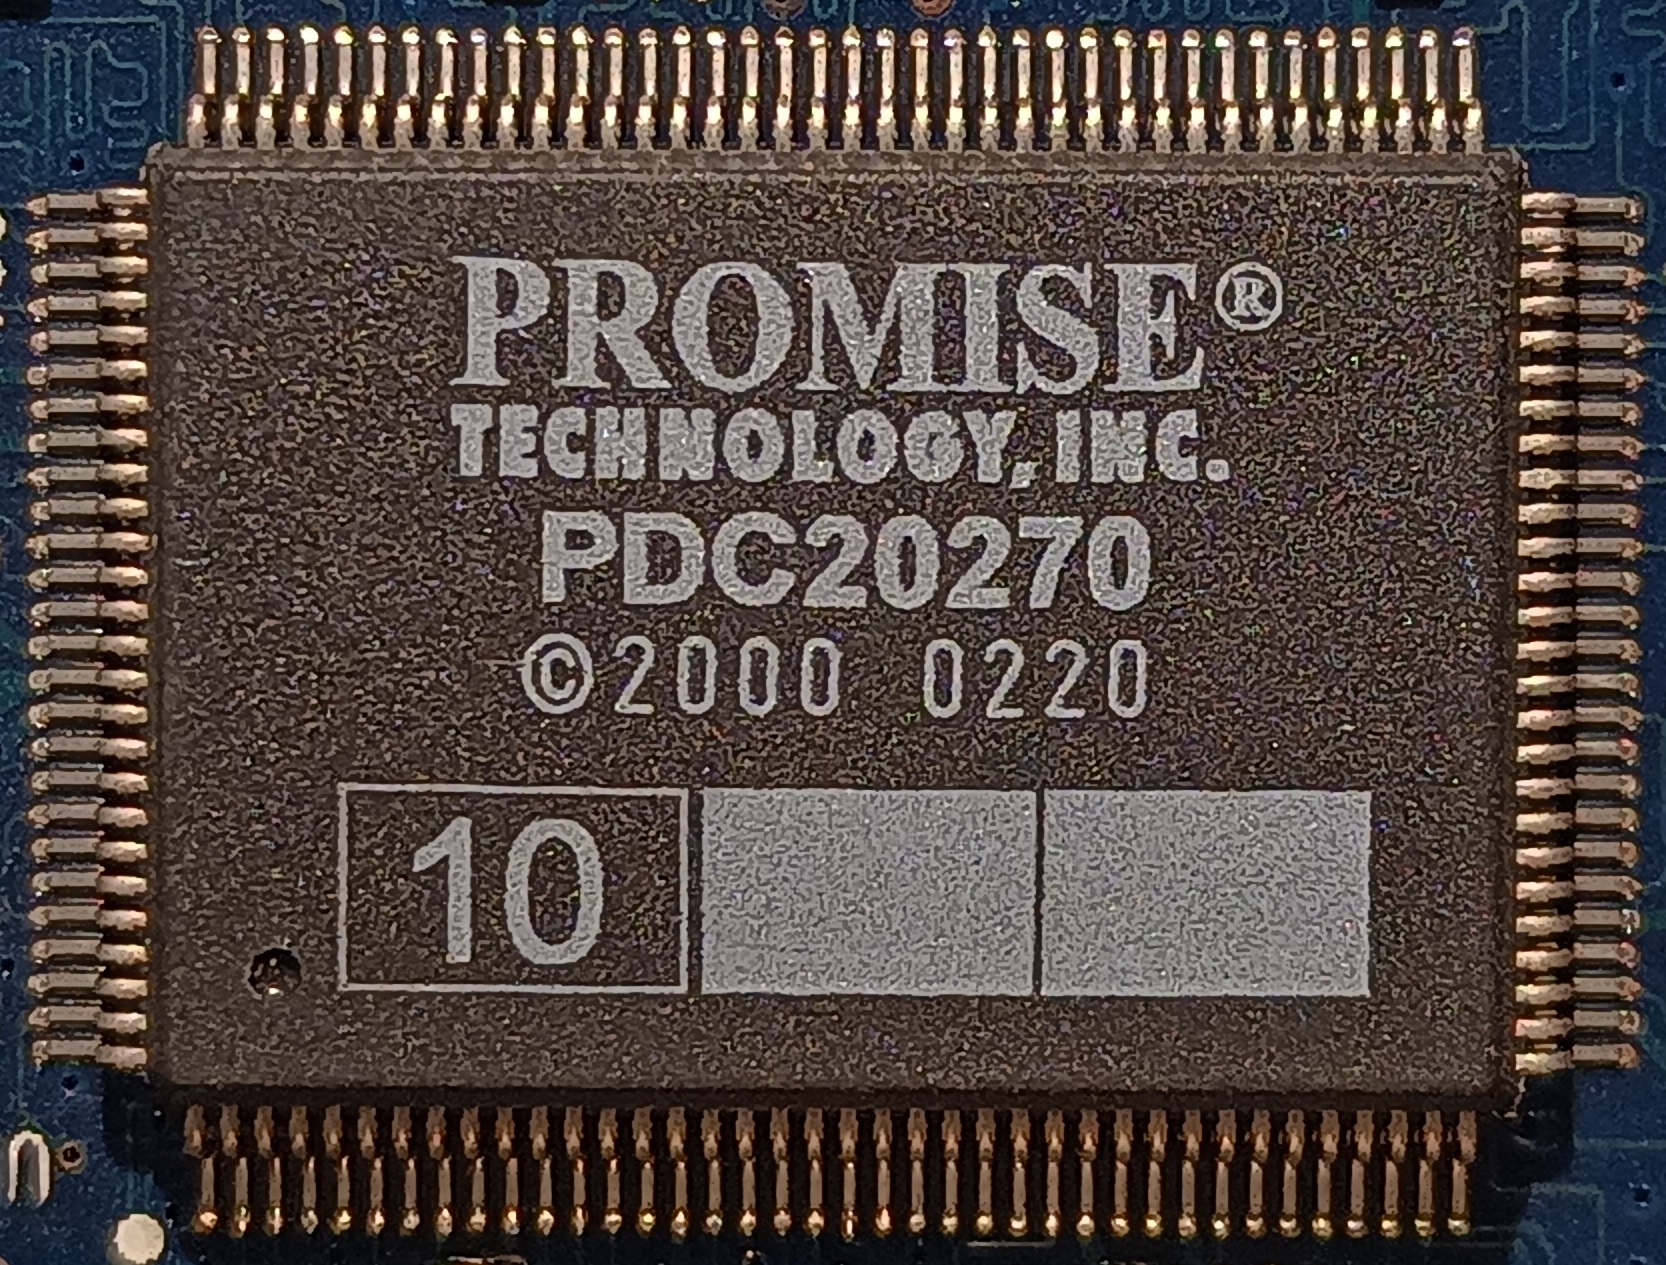 PROMISE®
TECHNOLOGY, INC.
PDC20270
©2000 0220
10